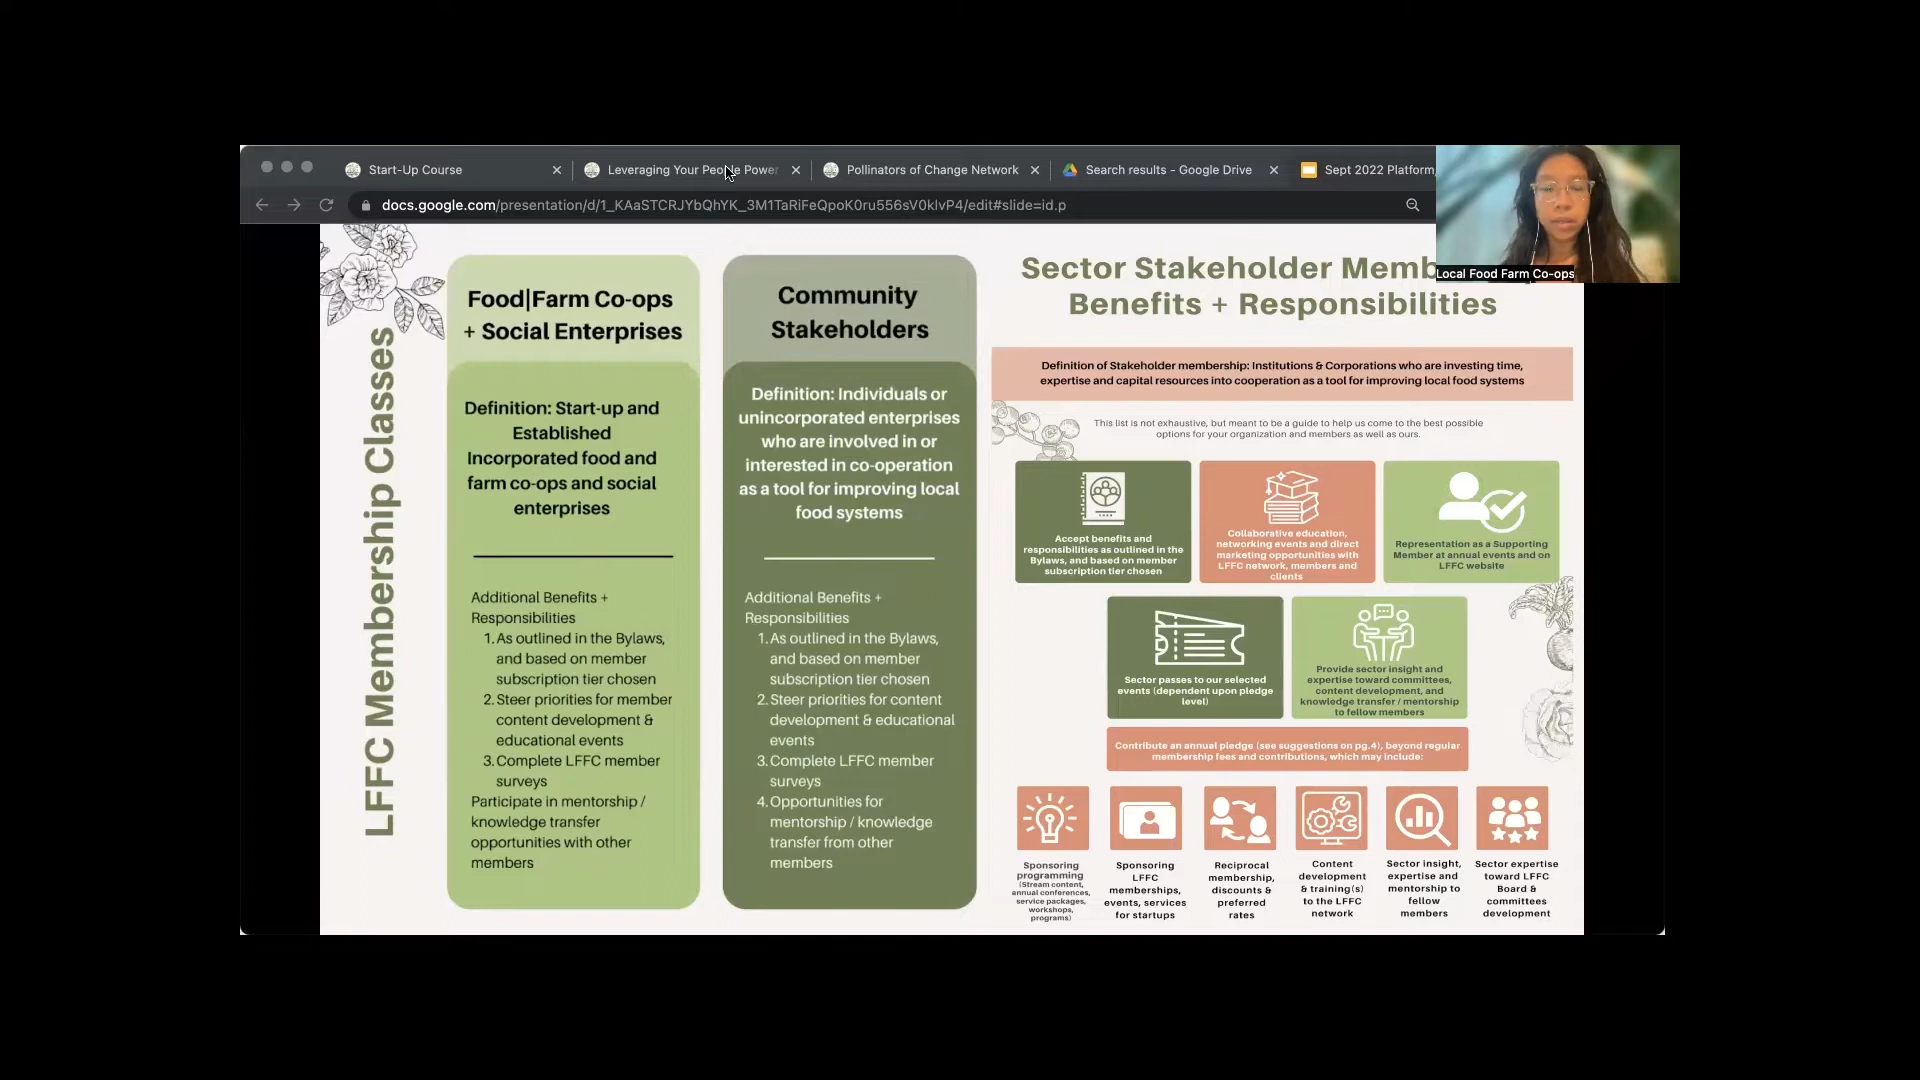 Start-Up Course
Leveraging Your People Power
Pollinators of Change Network
Search results - Google Drive
Sept 2022 Platform,
docs.google.com/presentation/d/1_KAaSTCRJYbQhYK_3M1TaRiFeQpoK0ru556sV0klvP4/edit#slide=id.p
Local Food Farm Co-ops
LFFC Membership Classes
Food|Farm Co-ops
+ Social Enterprises
Definition: Start-up and
Established
Incorporated food and
farm co-ops and social
enterprises
Additional Benefits +
Responsibilities
1. As outlined in the Bylaws,
and based on member
subscription tier chosen
2. Steer priorities for member
content development &
educational events
3. Complete LFFC member
surveys
Participate in mentorship /
knowledge transfer
opportunities with other
members
Community
Stakeholders
Definition: Individuals or
unincorporated enterprises
who are involved in or
interested in co-operation
as a tool for improving local
food systems
Additional Benefits +
Responsibilities
1. As outlined in the Bylaws,
and based on member
subscription tier chosen
2. Steer priorities for content
development & educational
events
3. Complete LFFC member
surveys
4. Opportunities for
mentorship / knowledge
transfer from other
members
Sector Stakeholder Memb
Benefits + Responsibilities
Definition of Stakeholder membership: Institutions & Corporations who are investing time,
expertise and capital resources into cooperation as a tool for improving local food systems
This list is not exhaustive, but meant to be a guide to help us come to the best possible
options for your organization and members as well as ours.
Accept benefits and
responsibilities as outlined in the
Bylaws, and based on member
subscription tier chosen
Collaborative education,
networking events and direct
marketing opportunities with
LFFC network, members and
clients
Representation as a Supporting
Member at annual events and on
LFFC website
Sector passes to our selected
events (dependent upon pledge
level)
Provide sector insight and
expertise toward committees,
content development, and
knowledge transfer / mentorship
to fellow members
Contribute an annual pledge (see suggestions on pg.4), beyond regular
membership fees and contributions, which may include:
Sponsoring
programming
(Stream content,
annual conferences,
service packages,
workshops,
programs)
Sponsoring
LFFC
memberships,
events, services
for startups
Reciprocal
membership,
discounts &
preferred
rates
Content
development
& training(s)
to the LFFC
network
Sector insight,
expertise and
mentorship to
fellow
members
Sector expertise
toward LFFC
Board &
committees
development